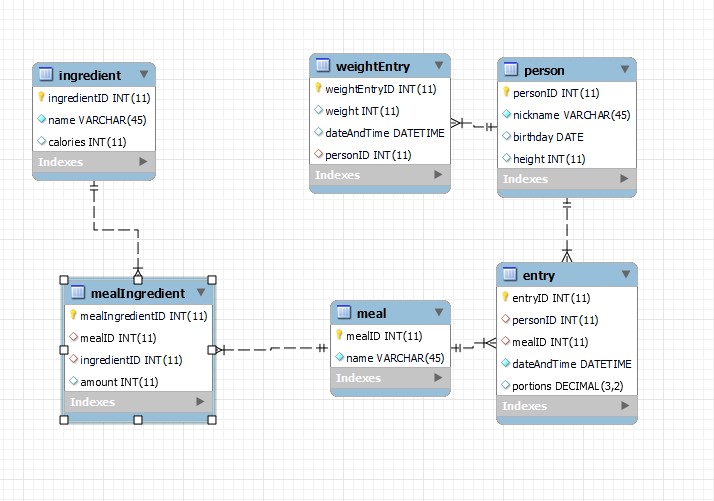 ingredient
ingredientID INT(11)
name VARCHAR(45)
calories INT(11)
Indexes
weightEntry
weightEntryID INT(11)
weight INT(11)
dateAndTime DATETIME
personID INT(11)
Indexes
person
personID INT(11)
nickname VARCHAR(45)
birthday DATE
height INT(11)
Indexes
mealIngredient
mealIngredientID INT(11)
mealID INT(11)
ingredientID INT(11)
amount INT(11)
Indexes
meal
mealID INT(11)
name VARCHAR(45)
Indexes
entry
entryID INT(11)
personID INT(11)
mealID INT(11)
dateAndTime DATETIME
portions DECIMAL(3,2)
Indexes